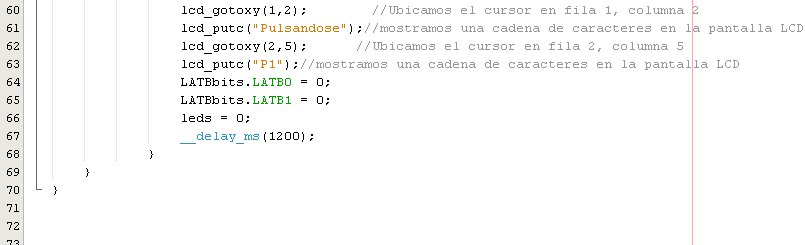 60 lcd_gotoxy(1,2); //Ubicamos el cursor en fila 1, columna 2
61 lcd_putc("Pulsandose");//mostramos una cadena de caracteres en la pantalla LCD
62 lcd_gotoxy(2,5); //Ubicamos el cursor en fila 2, columna 5
63 lcd_putc("P1");//mostramos una cadena de caracteres en la pantalla LCD
64 LATBbits.LATB0 = 0;
65 LATBbits.LATB1 = 0;
66 leds = 0;
67 __delay_ms(1200);
68 }
69 }
70 }
71
72
73